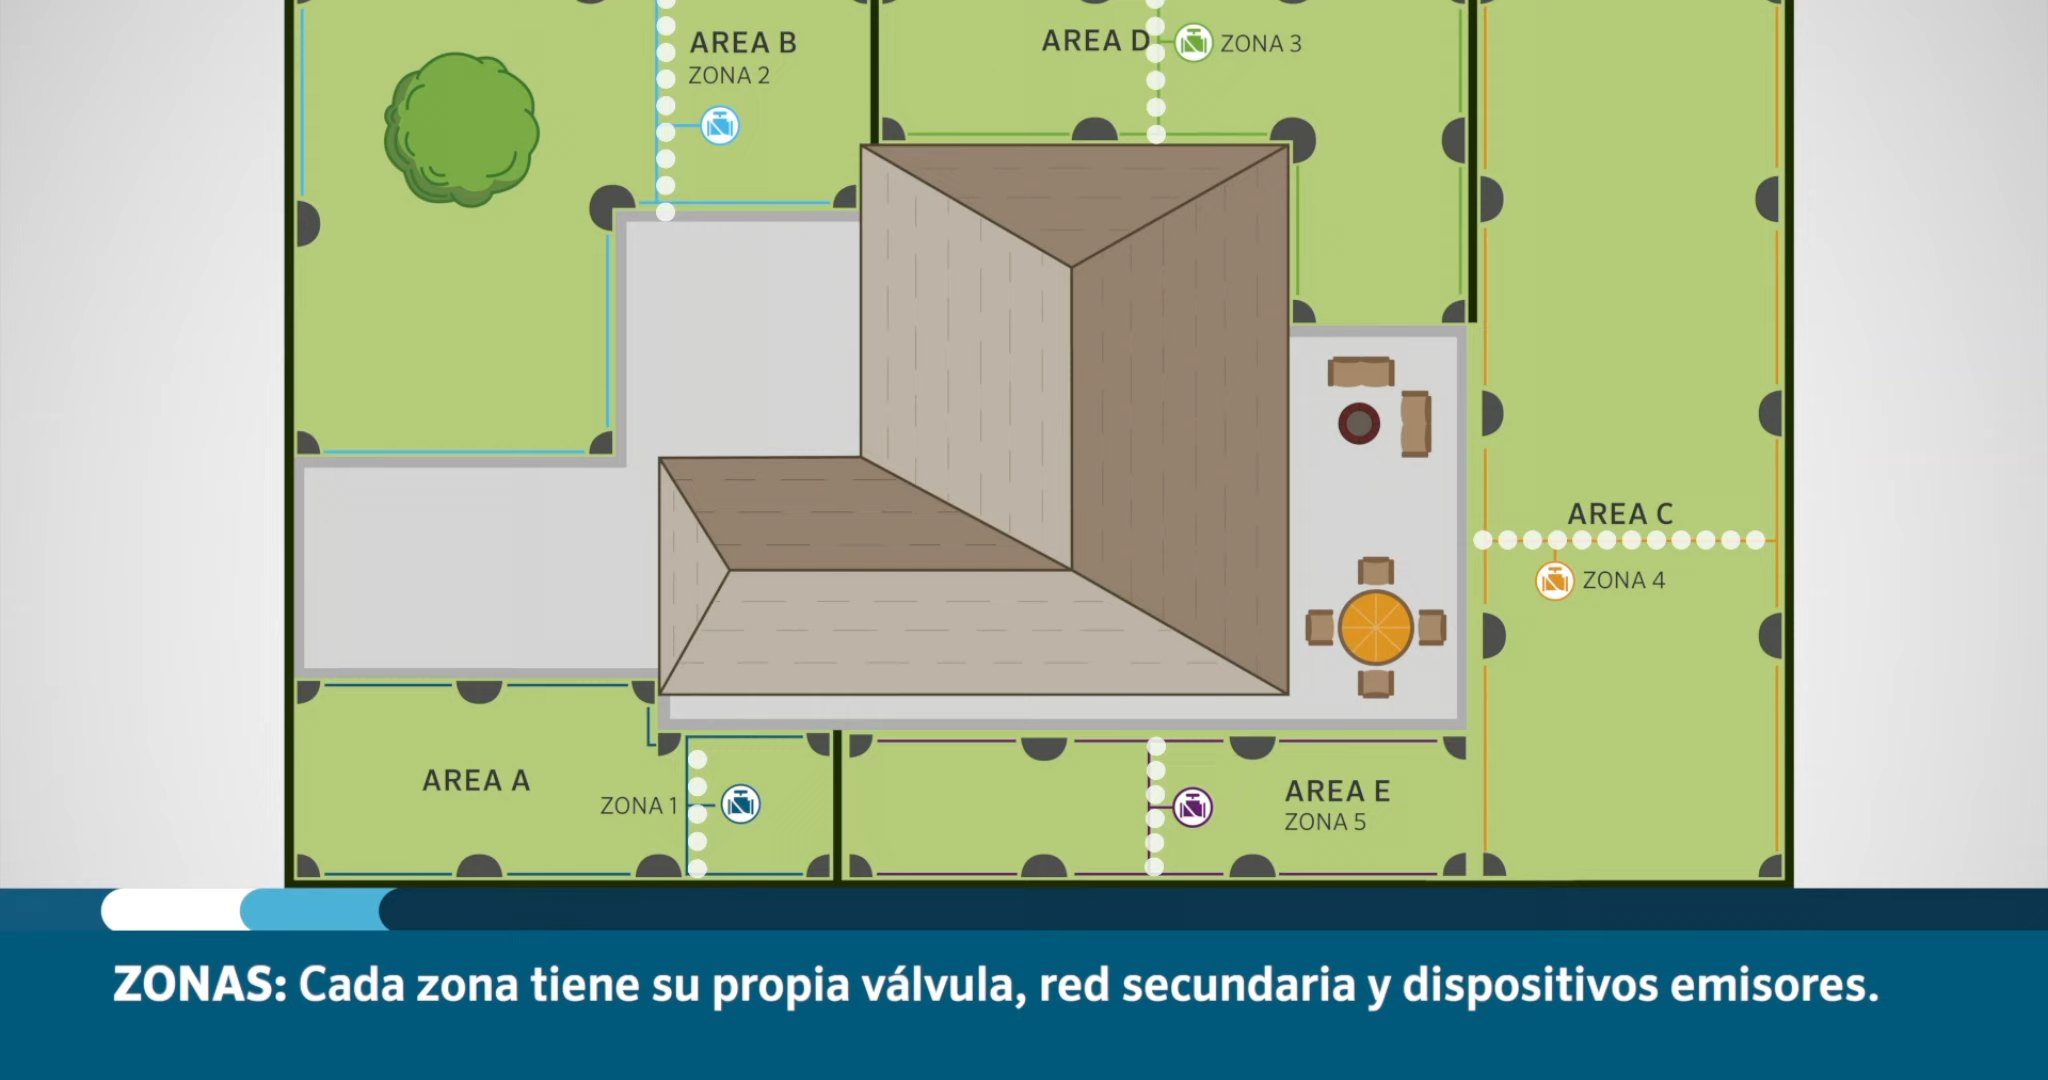 AREA B
ZONA 2
AREA D
ZONA 3
AREA C
ZONA 4
AREA A
ZONA 1
AREA E
ZONA 5
ZONAS: Cada zona tiene su propia válvula, red secundaria y dispositivos emisores.